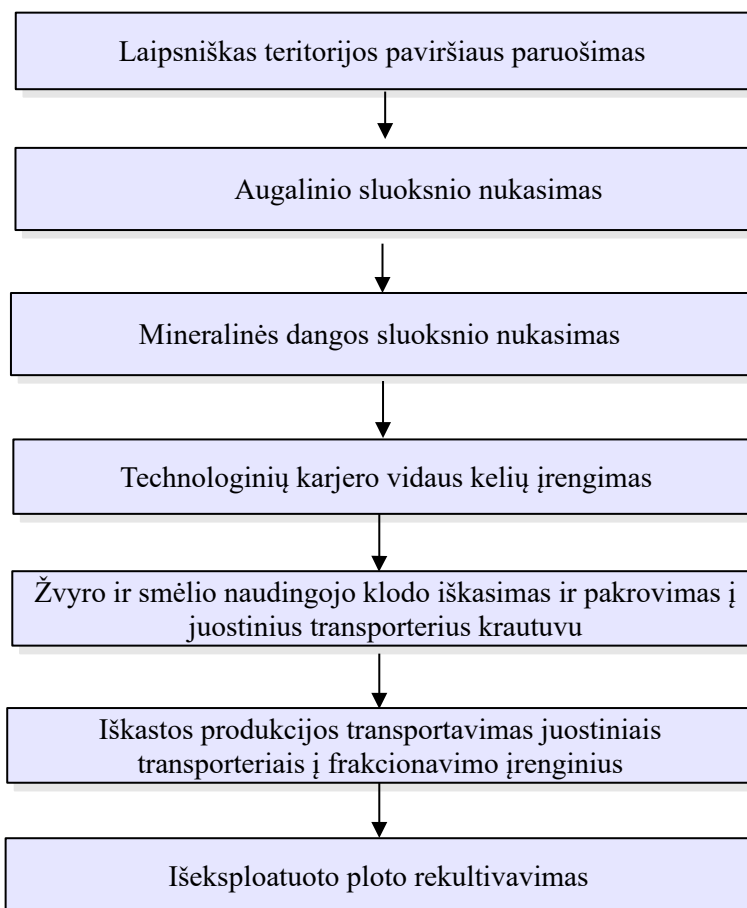 Laipsniškas teritorijos paviršiaus paruošimas
Augalinio sluoksnio nukasimas
Mineralinės dangos sluoksnio nukasimas
Technologinių karjero vidaus kelių įrengimas
Žvyro ir smėlio naudingojo klodo iškasimas ir pakrovimas į
juostinius transporterius krautuvu
Iškastos produkcijos transportavimas juostiniais
transporteriais į frakcionavimo įrenginius
Išeksploatuoto ploto rekultivavimas